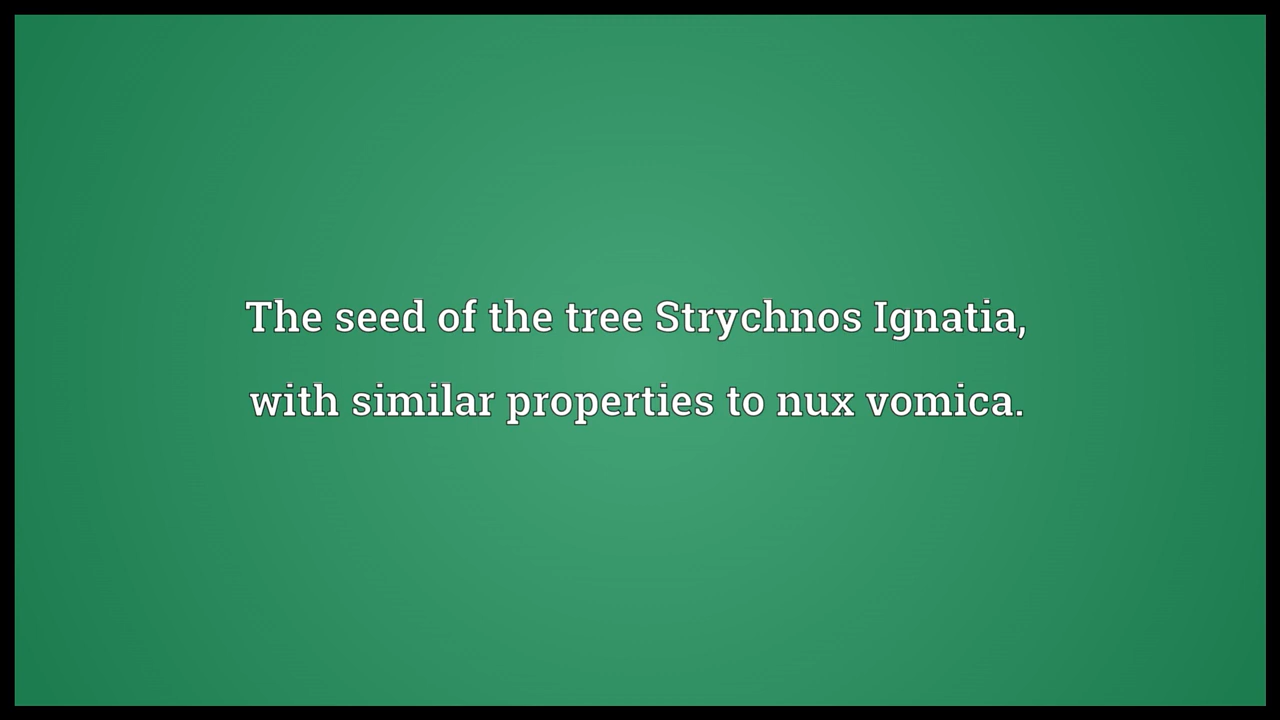 The seed of the tree Strychnos Ignatia,
with similar properties to nux vomica.